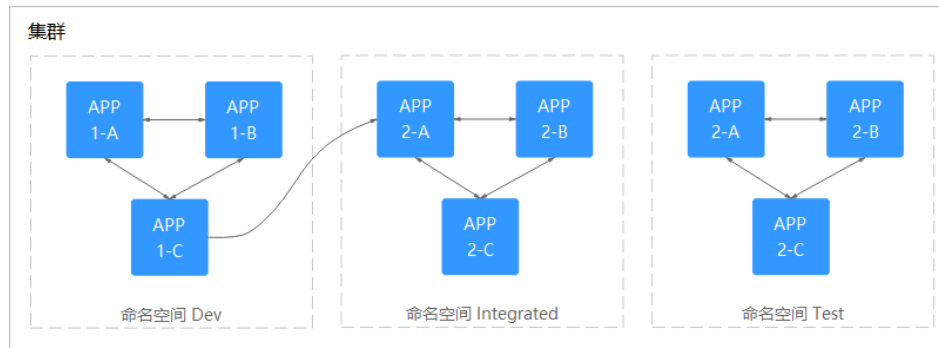 集群
APP
1-A
APP
1-B
APP
1-C
命名空间 Dev
APP
2-A
APP
2-B
APP
2-C
命名空间 Integrated
APP
2-A
APP
2-B
APP
2-C
命名空间 Test